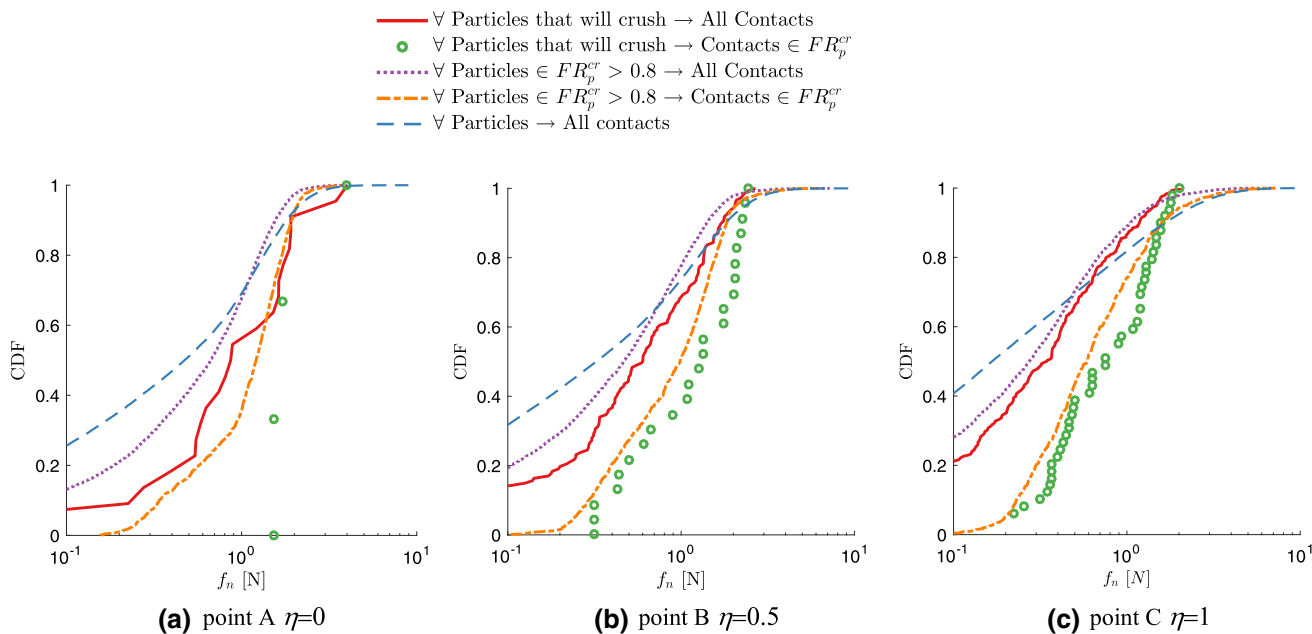 ∀ Particles that will crush → All Contacts
∀ Particles that will crush → Contacts ∈ $FR_p^{cr}$
∀ Particles ∈ $FR_p^{cr}$ > 0.8 → All Contacts
∀ Particles ∈ $FR_p^{cr}$ > 0.8 → Contacts ∈ $FR_p^{cr}$
∀ Particles → All contacts
1
0.8
0.6
0.4
0.2
0
CDF
10^{-1}
10^{0}
10^{1}
$f_n$ [N]
(a) point A η=0
1
0.8
0.6
0.4
0.2
0
CDF
10^{-1}
10^{0}
10^{1}
$f_n$ [N]
(b) point B η=0.5
1
0.8
0.6
0.4
0.2
0
CDF
10^{-1}
10^{0}
10^{1}
$f_n$ [N]
(c) point C η=1